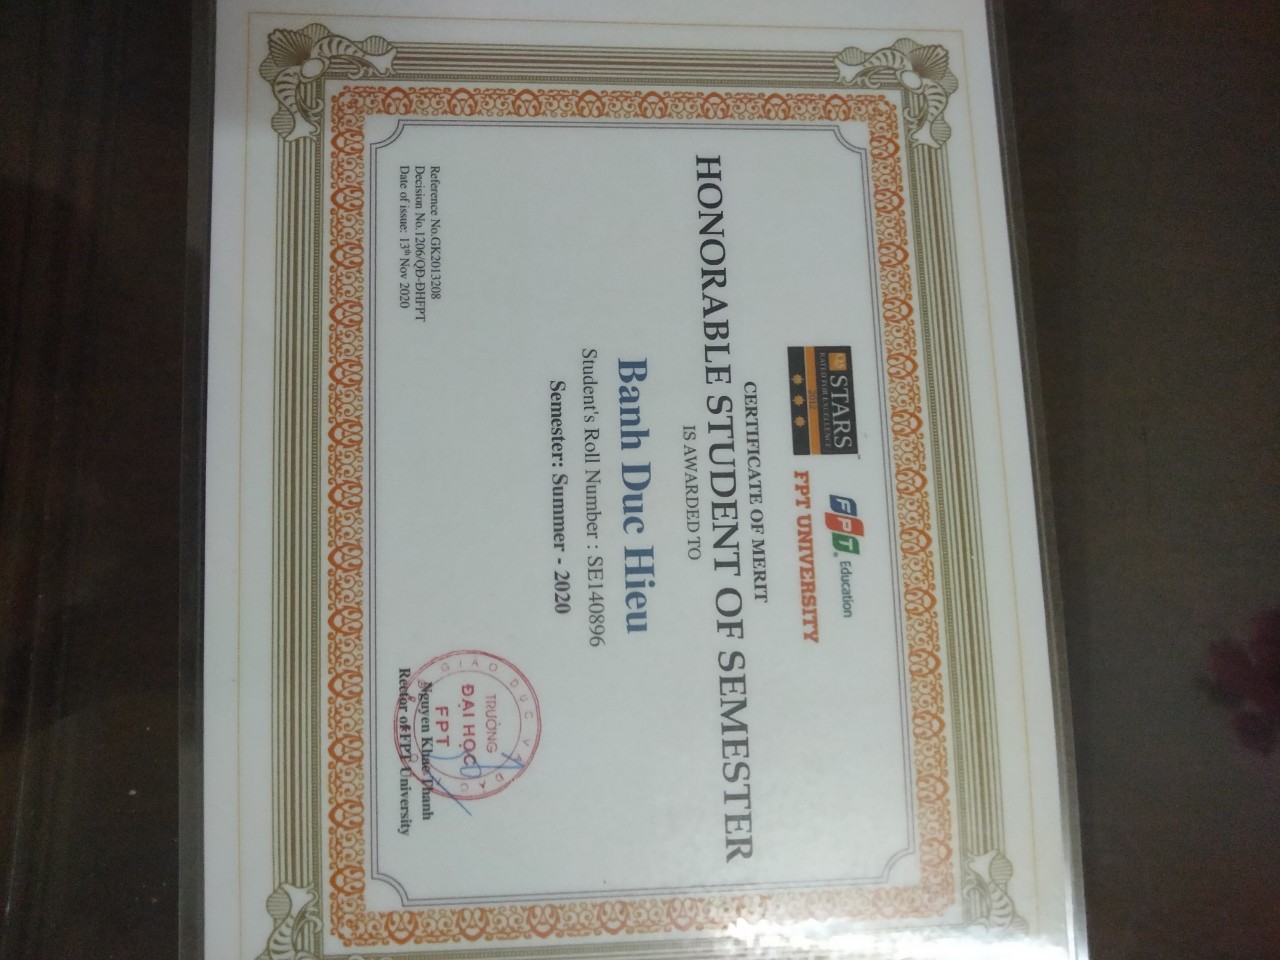 QS STARS™
RATED FOR EXCELLENCE
2012
FPT® Education
FPT UNIVERSITY
CERTIFICATE OF MERIT
HONORABLE STUDENT OF SEMESTER
IS AWARDED TO
Banh Duc Hieu
Student's Roll Number : SE140896
Semester: Summer - 2020
GIÁO DỤC VÀ ĐÀO
TRƯỜNG
ĐẠI HỌC
FPT
Reference No.GK2013208
Decision No.1206/QĐ-ĐHFPT
Date of issue: 13th Nov 2020
Nguyen Khac Thanh
Rector of FPT University